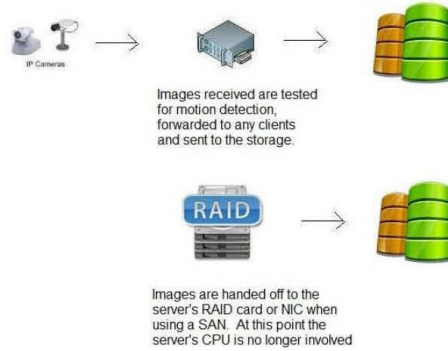 IP Cameras
Images received are tested
for motion detection,
forwarded to any clients
and sent to the storage.
RAID
Images are handed off to the
server's RAID card or NIC when
using a SAN. At this point the
server's CPU is no longer involved